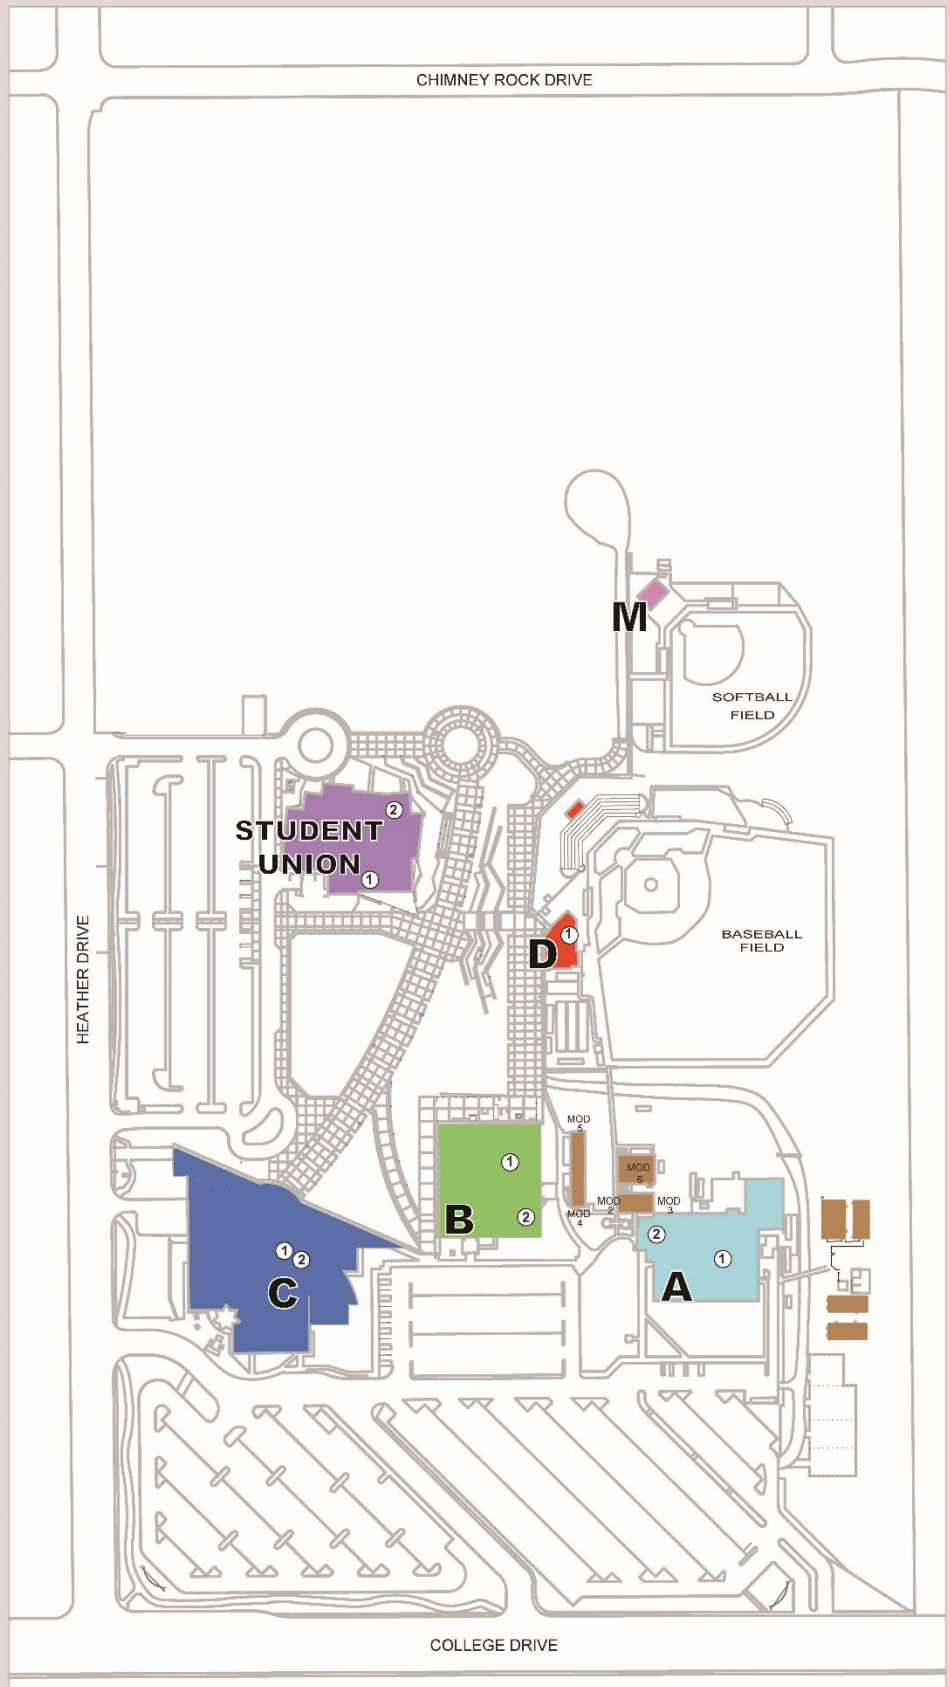 CHIMNEY ROCK DRIVE
M
SOFTBALL
FIELD
2
STUDENT
UNION
1
HEATHER DRIVE
1
D
BASEBALL
FIELD
MOD
5
1
MOD
6
MOD
2
MOD
3
MOD
4
B
2
2
1
A
1
2
C
COLLEGE DRIVE